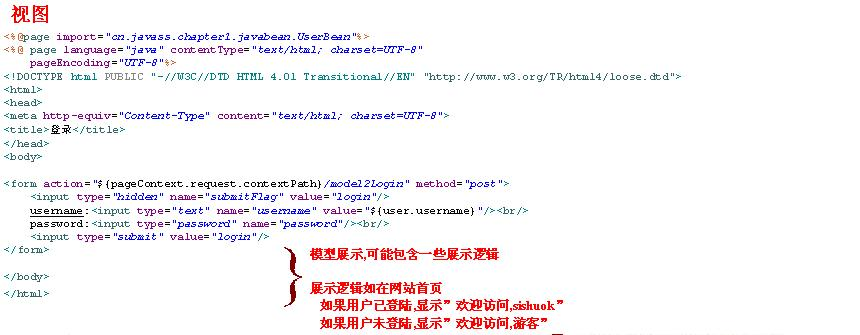 视图
<%@page import="cn.javass.chapter1.javabean.UserBean"%>
<%@ page language="java" contentType="text/html; charset=UTF-8"
pageEncoding="UTF-8"%>
<!DOCTYPE html PUBLIC "-//W3C//DTD HTML 4.01 Transitional//EN" "http://www.w3.org/TR/html4/loose.dtd">
<html>
<head>
<meta http-equiv="Content-Type" content="text/html; charset=UTF-8">
<title>登录</title>
</head>
<body>
<form action="${pageContext.request.contextPath}/model2Login" method="post">
<input type="hidden" name="submitFlag" value="login"/>
username:<input type="text" name="username" value="${user.username}"/><br/>
password:<input type="password" name="password"/><br/>
<input type="submit" value="login"/>
</form>
模型展示,可能包含一些展示逻辑
</body>
展示逻辑如在网站首页
</html>
如果用户已登陆,显示”欢迎访问,sishuok”
如果用户未登陆,显示”欢迎访问,游客”